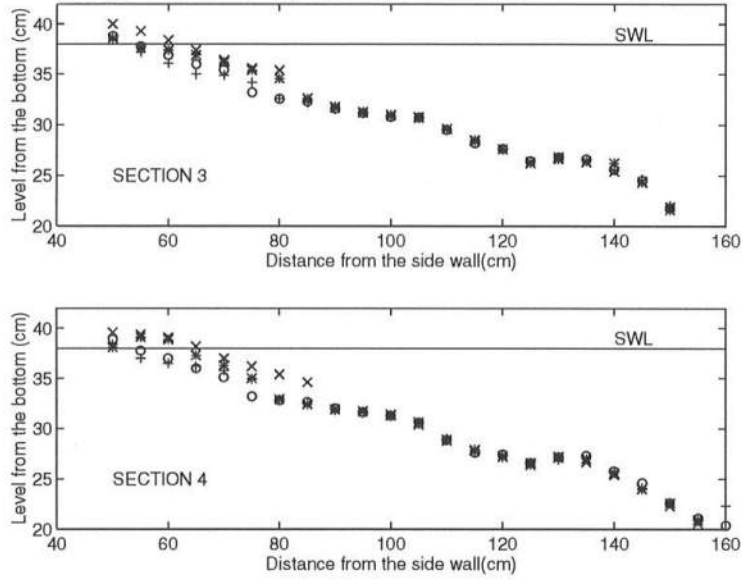 40
35
30
25
20
Level from the bottom (cm)
SWL
SECTION 3
40 60 80 100 120 140 160
Distance from the side wall(cm)
40
35
30
25
20
Level from the bottom (cm)
SWL
SECTION 4
40 60 80 100 120 140 160
Distance from the side wall(cm)